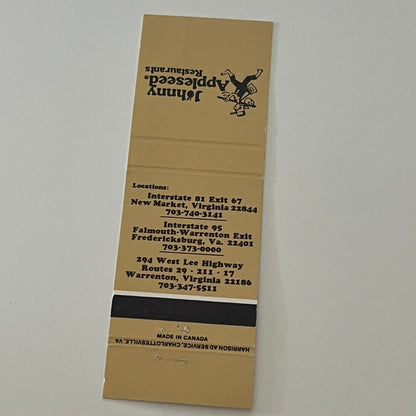 Johnny
Appleseed®
Restaurants
Locations:
Interstate 81 Exit 67
New Market, Virginia 22844
703-740-3141
Interstate 95
Falmouth-Warrenton Exit
Fredericksburg, Va. 22401
703-373-0000
294 West Lee Highway
Routes 29 - 211 - 17
Warrenton, Virginia 22186
703-347-5511
MADE IN CANADA
HARRISON AD SERVICE, CHARLOTTESVILLE, VA.